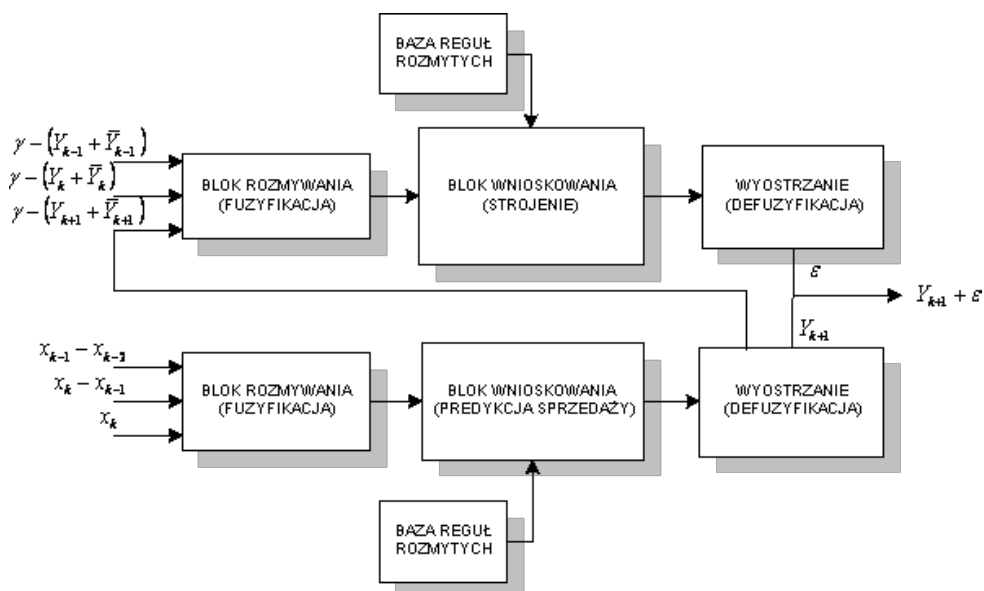 BAZA REGUŁ
ROZMYTYCH
γ − (Y_{k-1} + Ȳ_{k-1})
γ − (Y_k + Ȳ_k)
γ − (Y_{k+1} + Ȳ_{k+1})
BLOK ROZMYWANIA
(FUZYFIKACJA)
BLOK WNIOSKOWANIA
(STROJENIE)
WYOSTRZANIE
(DEFUZYFIKACJA)
ε
Y_{k+1} + ε
Y_{k+1}
x_{k-1} − x_{k-2}
x_k − x_{k-1}
x_k
BLOK ROZMYWANIA
(FUZYFIKACJA)
BLOK WNIOSKOWANIA
(PREDYKCJA SPRZEDAŻY)
WYOSTRZANIE
(DEFUZYFIKACJA)
BAZA REGUŁ
ROZMYTYCH